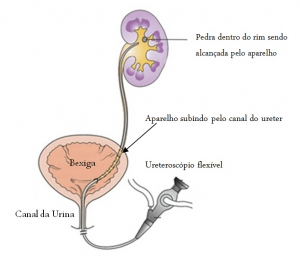 Pedra dentro do rim sendo
alcançada pelo aparelho
Aparelho subindo pelo canal do ureter
Bexiga
Ureteroscópio flexível
Canal da Urina